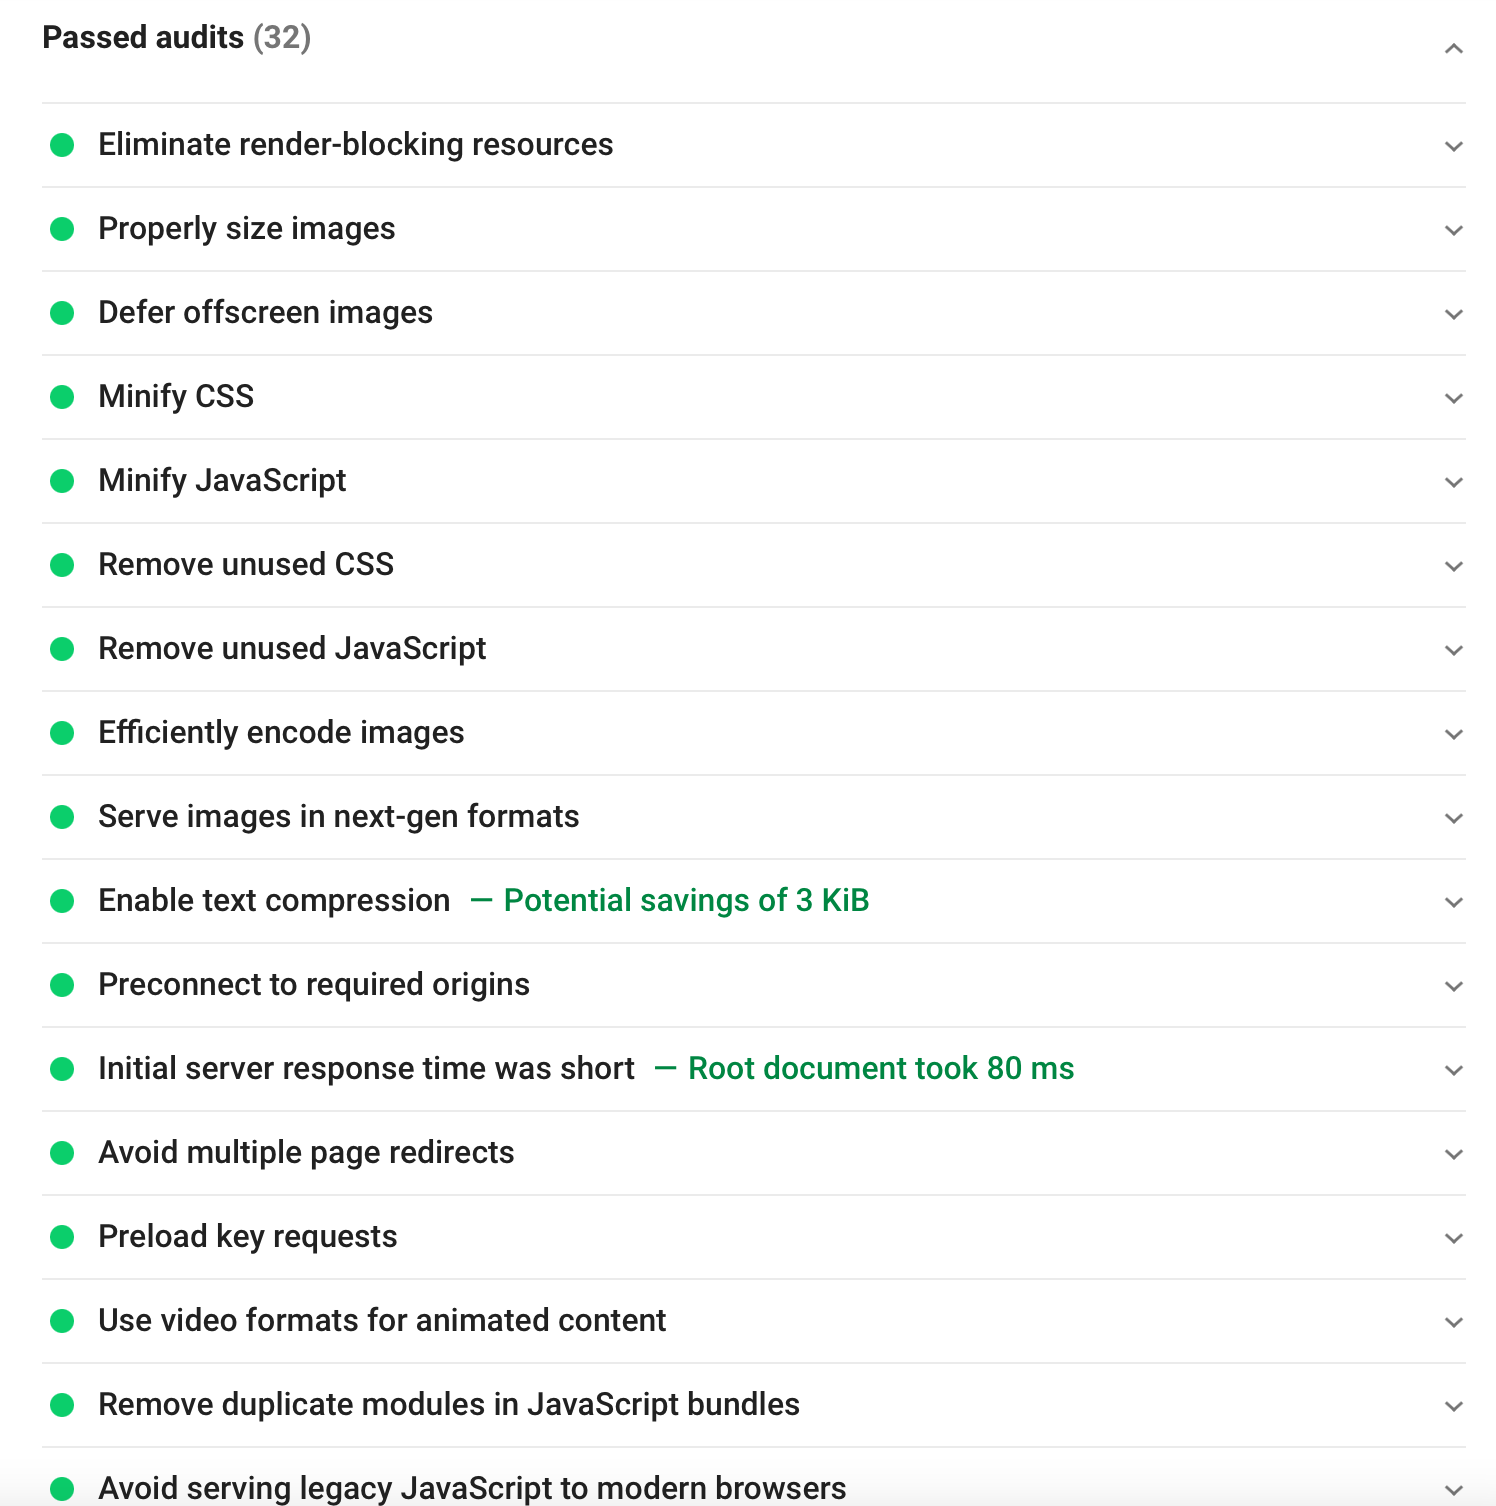 Passed audits (32)
Eliminate render-blocking resources
Properly size images
Defer offscreen images
Minify CSS
Minify JavaScript
Remove unused CSS
Remove unused JavaScript
Efficiently encode images
Serve images in next-gen formats
Enable text compression — Potential savings of 3 KiB
Preconnect to required origins
Initial server response time was short — Root document took 80 ms
Avoid multiple page redirects
Preload key requests
Use video formats for animated content
Remove duplicate modules in JavaScript bundles
Avoid serving legacy JavaScript to modern browsers